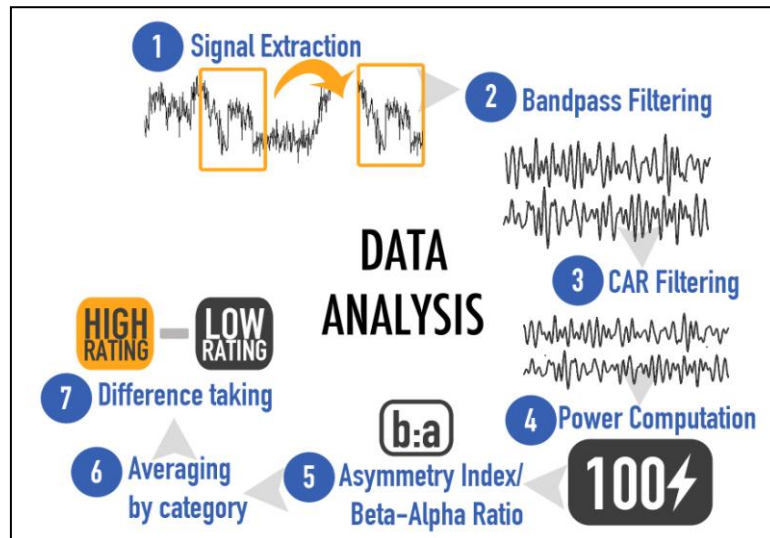 1 Signal Extraction
2 Bandpass Filtering
DATA
ANALYSIS
3 CAR Filtering
HIGH
RATING
LOW
RATING
7 Difference taking
4 Power Computation
b:a
100
6 Averaging
by category
5 Asymmetry Index/
Beta-Alpha Ratio